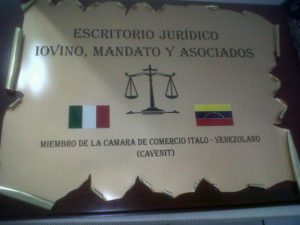 ESCRITORIO JURÍDICO
IOVINO, MANDATO Y ASOCIADOS
MIEMBRO DE LA CAMARA DE COMERCIO ITALO - VENEZOLANO
(CAVENIT)